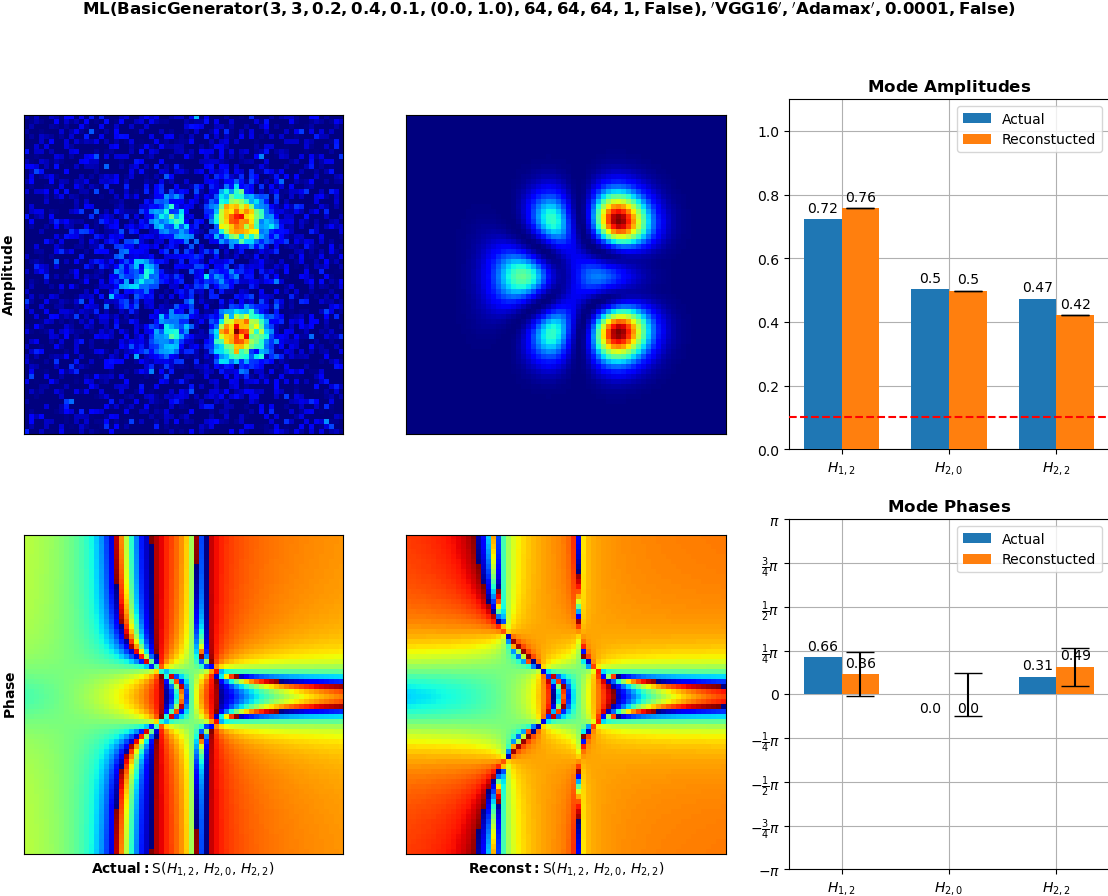 ML(BasicGenerator(3, 3, 0.2, 0.4, 0.1, (0.0, 1.0), 64, 64, 64, 1, False), ′VGG16′, ′Adamax′, 0.0001, False)
Amplitude
Mode Amplitudes
Actual
Reconstucted
1.0
0.8
0.6
0.4
0.2
0.0
0.72
0.76
0.5
0.5
0.47
0.42
H1,2
H2,0
H2,2
Phase
Actual: S(H1,2, H2,0, H2,2)
Reconst: S(H1,2, H2,0, H2,2)
Mode Phases
Actual
Reconstucted
π
3/4π
1/2π
1/4π
0
−1/4π
−1/2π
−3/4π
−π
0.66
0.36
0.0
0.0
0.31
0.49
H1,2
H2,0
H2,2